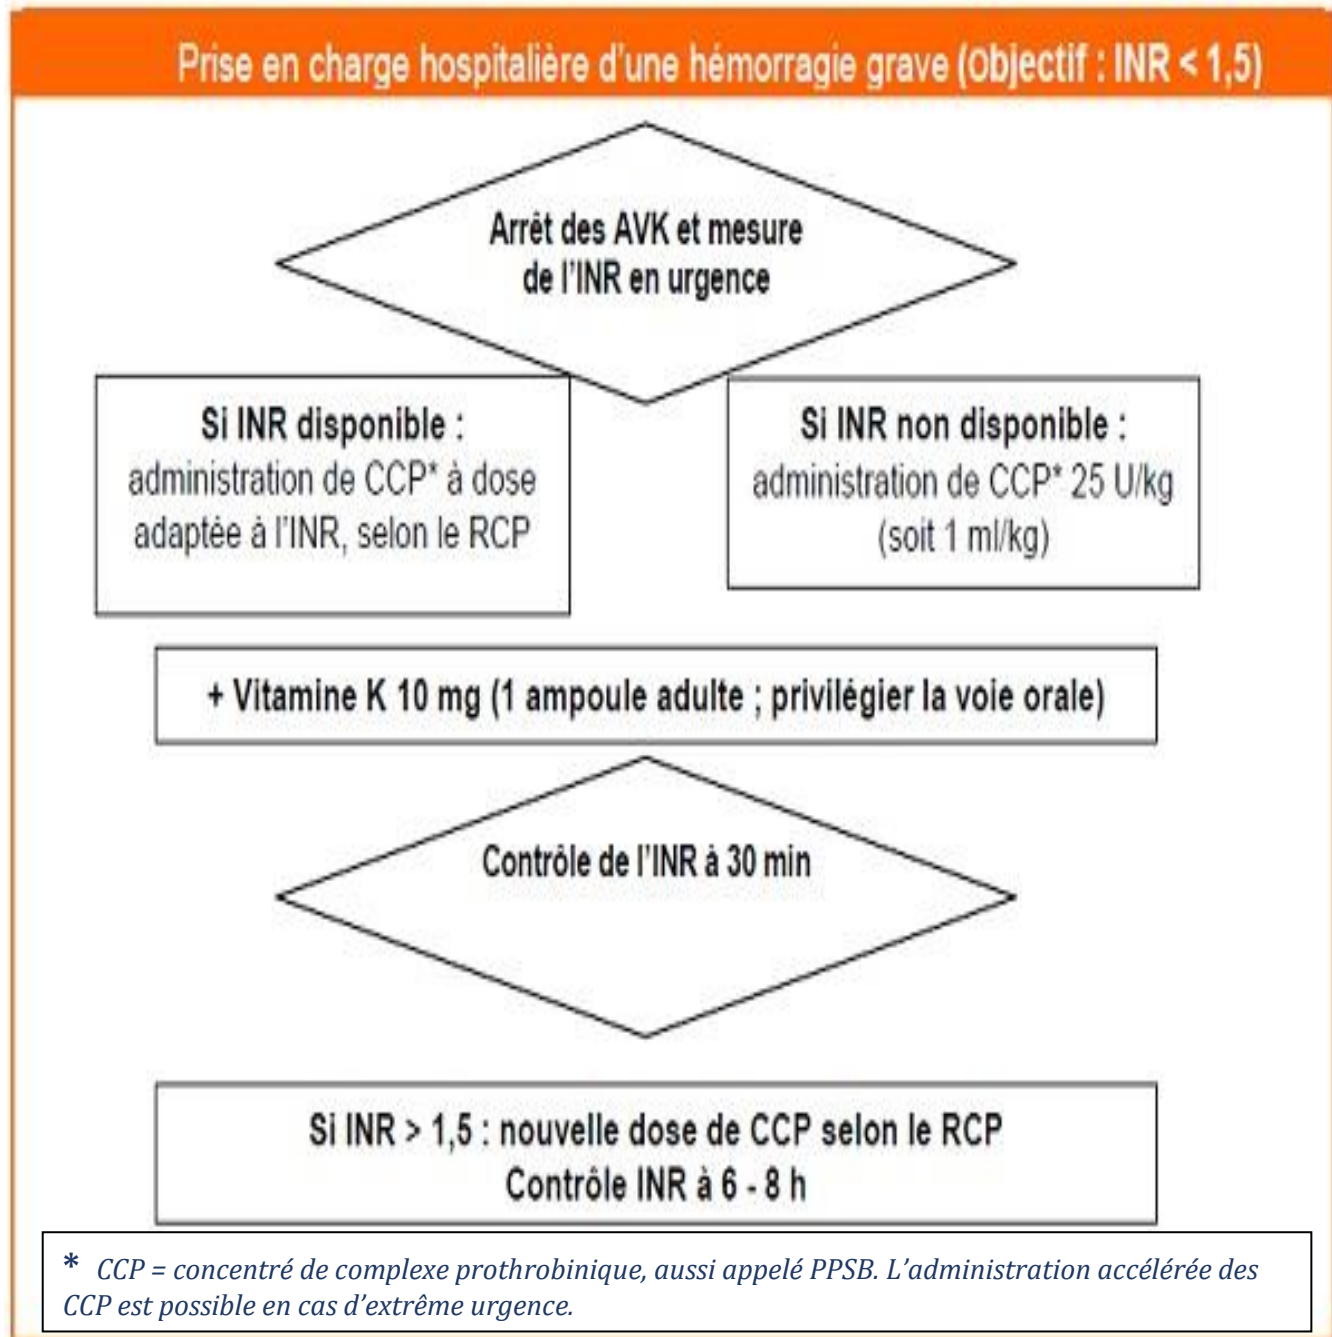 Prise en charge hospitalière d'une hémorragie grave (Objectif : INR < 1,5)
Arrêt des AVK et mesure
de l'INR en urgence
Si INR disponible :
administration de CCP* à dose
adaptée à l'INR, selon le RCP
Si INR non disponible :
administration de CCP* 25 U/kg
(soit 1 ml/kg)
+ Vitamine K 10 mg (1 ampoule adulte ; privilégier la voie orale)
Contrôle de l'INR à 30 min
Si INR > 1,5 : nouvelle dose de CCP selon le RCP
Contrôle INR à 6 - 8 h
* CCP = concentré de complexe prothrobinique, aussi appelé PPSB. L'administration accélérée des
CCP est possible en cas d'extrême urgence.